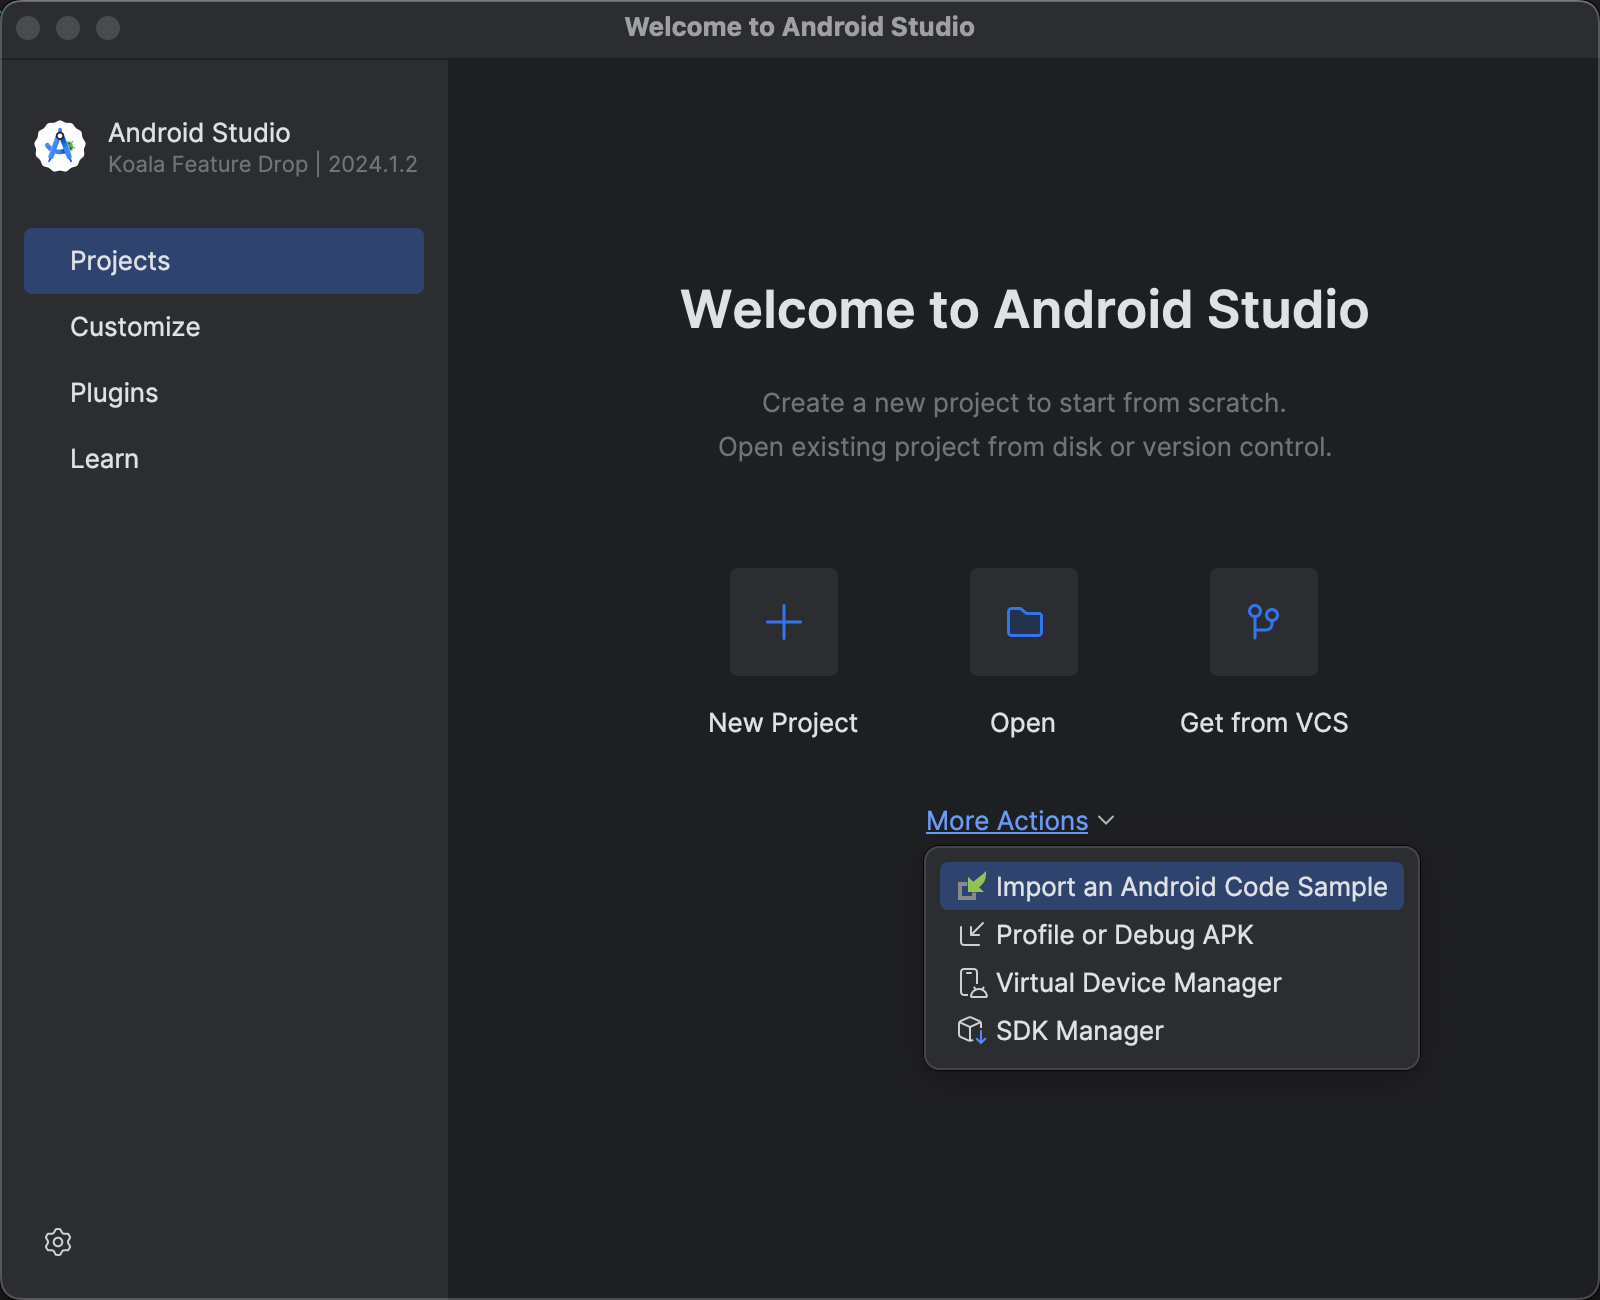 Welcome to Android Studio
Android Studio
Koala Feature Drop | 2024.1.2
Projects
Customize
Plugins
Learn
Welcome to Android Studio
Create a new project to start from scratch.
Open existing project from disk or version control.
New Project
Open
Get from VCS
More Actions
Import an Android Code Sample
Profile or Debug APK
Virtual Device Manager
SDK Manager